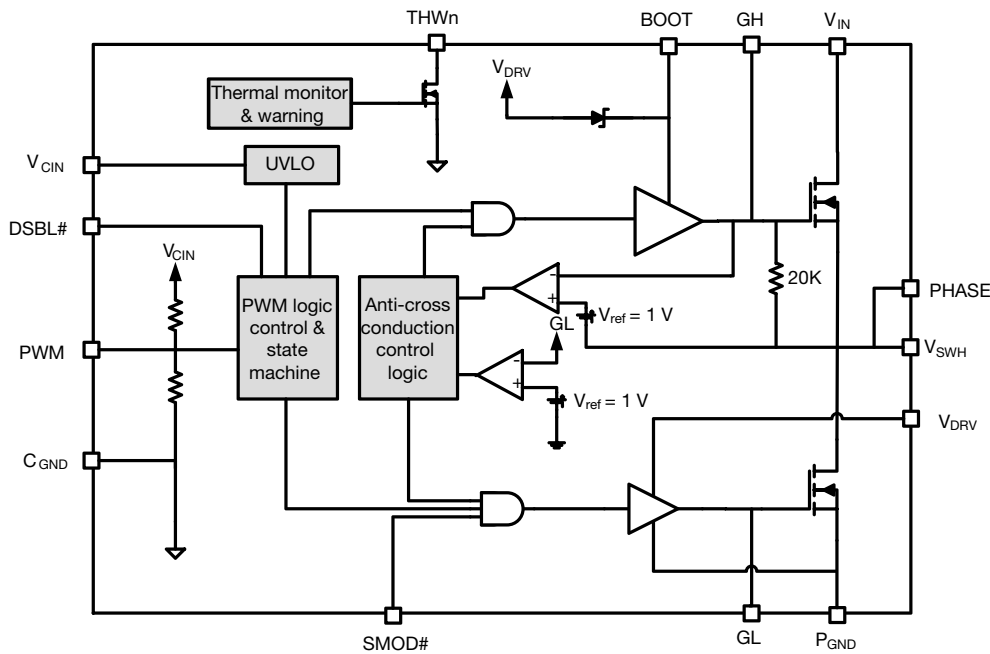 THWn
BOOT
GH
VIN
VDRV
Thermal monitor
& warning
VCIN
UVLO
DSBL#
VCIN
20K
PHASE
PWM logic
control &
state
machine
Anti-cross
conduction
control
logic
-
+
Vref = 1 V
GL
PWM
VSWH
-
+
Vref = 1 V
VDRV
CGND
SMOD#
GL
PGND